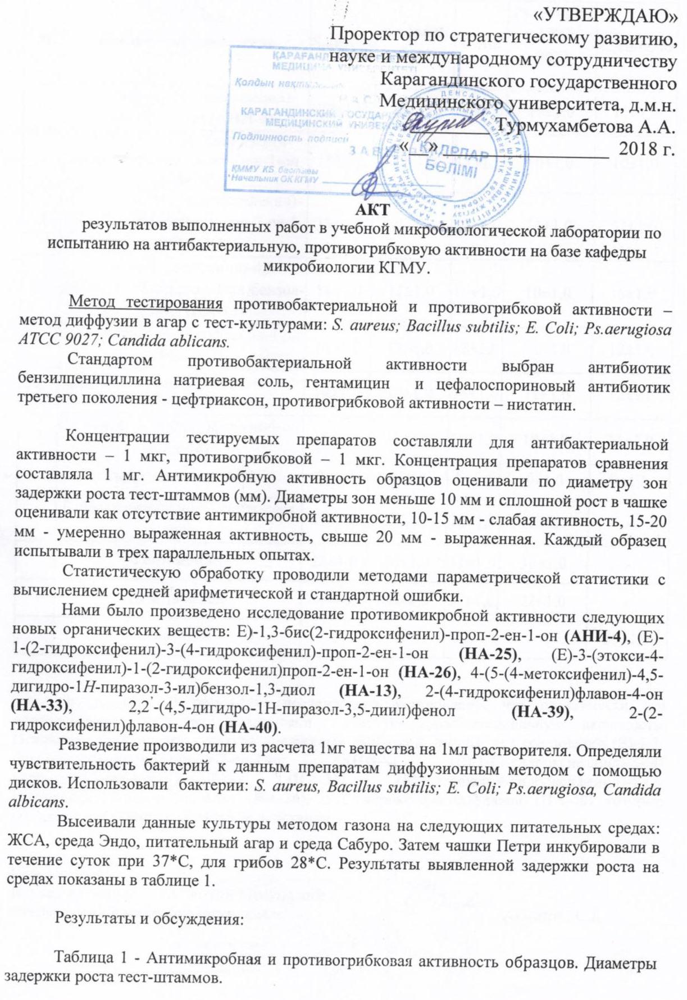 «УТВЕРЖДАЮ»
Проректор по стратегическому развитию,
науке и международному сотрудничеству
Карагандинского государственного
Медицинского университета, д.м.н.
Турмухамбетова А.А.
«__» 2018 г.
МЕДИЦИНА УНИВЕРСИТЕТІ
Қолдың
КАРАГАНДИНСКИЙ
МЕДИЦИНСКИЙ
Подлинность подписи
ҚММУ КБ бастығы
Начальник ОК КГМУ
КАДРЛАР
БӨЛІМІ
АКТ
результатов выполненных работ в учебной микробиологической лаборатории по
испытанию на антибактериальную, противогрибковую активности на базе кафедры
микробиологии КГМУ.
Метод тестирования противобактериальной и противогрибковой активности –
метод диффузии в агар с тест-культурами: S. aureus; Bacillus subtilis; E. Coli; Ps.aerugiosa
ATCC 9027; Candida ablicans.
Стандартом противобактериальной активности выбран антибиотик
бензилпенициллина натриевая соль, гентамицин и цефалоспориновый антибиотик
третьего поколения - цефтриаксон, противогрибковой активности – нистатин.
Концентрации тестируемых препаратов составляли для антибактериальной
активности – 1 мкг, противогрибковой – 1 мкг. Концентрация препаратов сравнения
составляла 1 мг. Антимикробную активность образцов оценивали по диаметру зон
задержки роста тест-штаммов (мм). Диаметры зон меньше 10 мм и сплошной рост в чашке
оценивали как отсутствие антимикробной активности, 10-15 мм - слабая активность, 15-20
мм - умеренно выраженная активность, свыше 20 мм - выраженная. Каждый образец
испытывали в трех параллельных опытах.
Статистическую обработку проводили методами параметрической статистики с
вычислением средней арифметической и стандартной ошибки.
Нами было произведено исследование противомикробной активности следующих
новых органических веществ: Е)-1,3-бис(2-гидроксифенил)-проп-2-ен-1-он (АНИ-4), (Е)-
1-(2-гидроксифенил)-3-(4-гидроксифенил)-проп-2-ен-1-он (НА-25), (Е)-3-(этокси-4-
гидроксифенил)-1-(2-гидроксифенил)проп-2-ен-1-он (НА-26), 4-(5-(4-метоксифенил)-4,5-
дигидро-1Н-пиразол-3-ил)бензол-1,3-диол (НА-13), 2-(4-гидроксифенил)флавон-4-он
(НА-33), 2,2'-(4,5-дигидро-1Н-пиразол-3,5-диил)фенол (НА-39), 2-(2-
гидроксифенил)флавон-4-он (НА-40).
Разведение производили из расчета 1мг вещества на 1мл растворителя. Определяли
чувствительность бактерий к данным препаратам диффузионным методом с помощью
дисков. Использовали бактерии: S. aureus, Bacillus subtilis; E. Coli; Ps.aerugiosa, Candida
albicans.
Высеивали данные культуры методом газона на следующих питательных средах:
ЖСА, среда Эндо, питательный агар и среда Сабуро. Затем чашки Петри инкубировали в
течение суток при 37*С, для грибов 28*С. Результаты выявленной задержки роста на
средах показаны в таблице 1.
Результаты и обсуждения:
Таблица 1 - Антимикробная и противогрибковая активность образцов. Диаметры
задержки роста тест-штаммов.